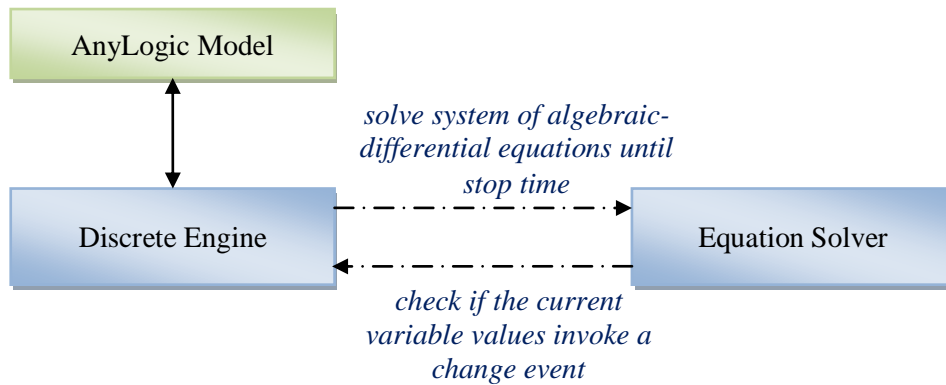 AnyLogic Model
solve system of algebraic-
differential equations until
stop time
Discrete Engine
Equation Solver
check if the current
variable values invoke a
change event